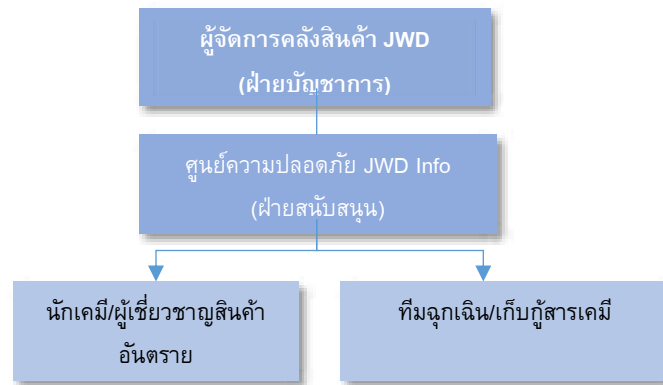 ผู้จัดการคลังสินค้า JWD
(ฝ่ายบัญชาการ)
ศูนย์ความปลอดภัย JWD Info
(ฝ่ายสนับสนุน)
นักเคมี/ผู้เชี่ยวชาญสินค้า
อันตราย
ทีมฉุกเฉิน/เก็บกู้สารเคมี